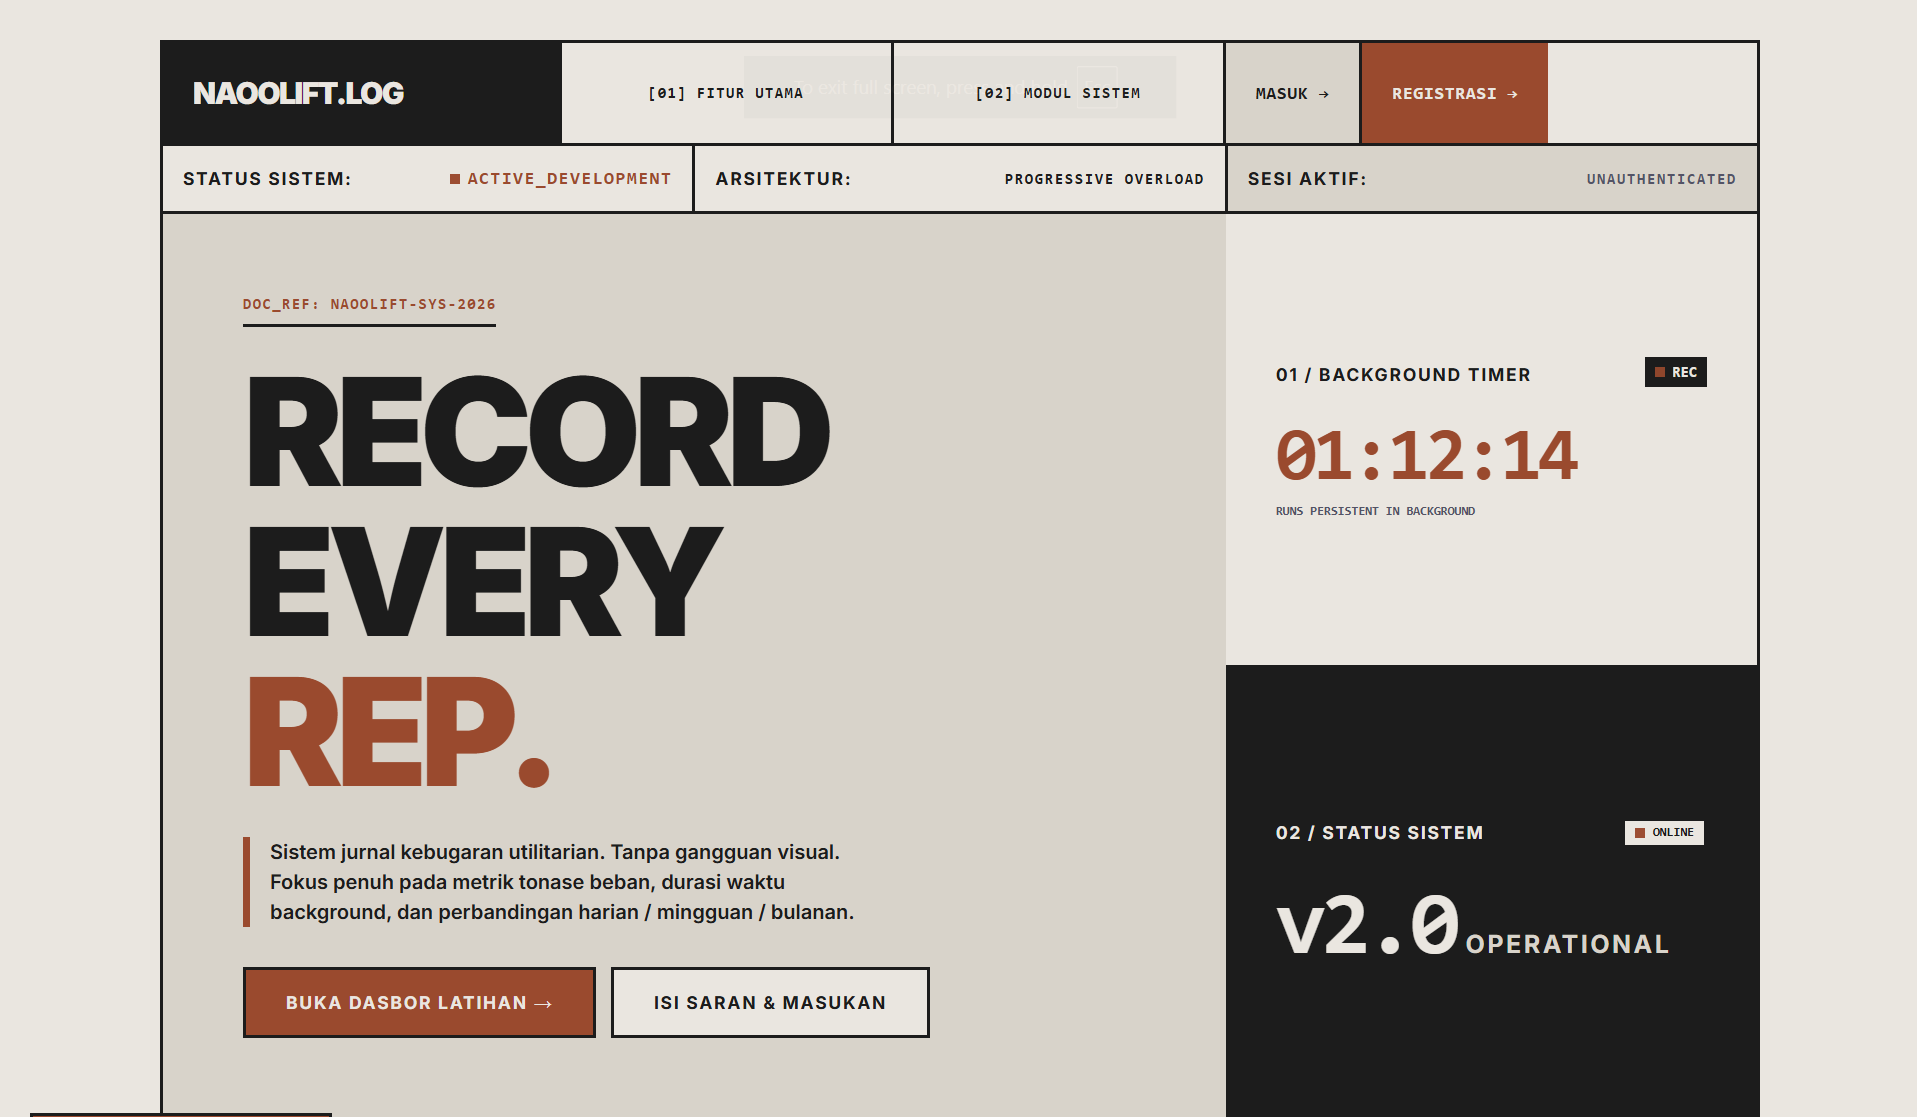 NAOOLIFT.LOG
[01] FITUR UTAMA
[02] MODUL SISTEM
MASUK →
REGISTRASI →
STATUS SISTEM:
ACTIVE_DEVELOPMENT
ARSITEKTUR:
PROGRESSIVE OVERLOAD
SESI AKTIF:
UNAUTHENTICATED
DOC_REF: NAOOLIFT-SYS-2026
RECORD
EVERY
REP.
Sistem jurnal kebugaran utilitarian. Tanpa gangguan visual.
Fokus penuh pada metrik tonase beban, durasi waktu
background, dan perbandingan harian / mingguan / bulanan.
BUKA DASBOR LATIHAN →
ISI SARAN & MASUKAN
01 / BACKGROUND TIMER
REC
01:12:14
RUNS PERSISTENT IN BACKGROUND
02 / STATUS SISTEM
ONLINE
v2.0 OPERATIONAL